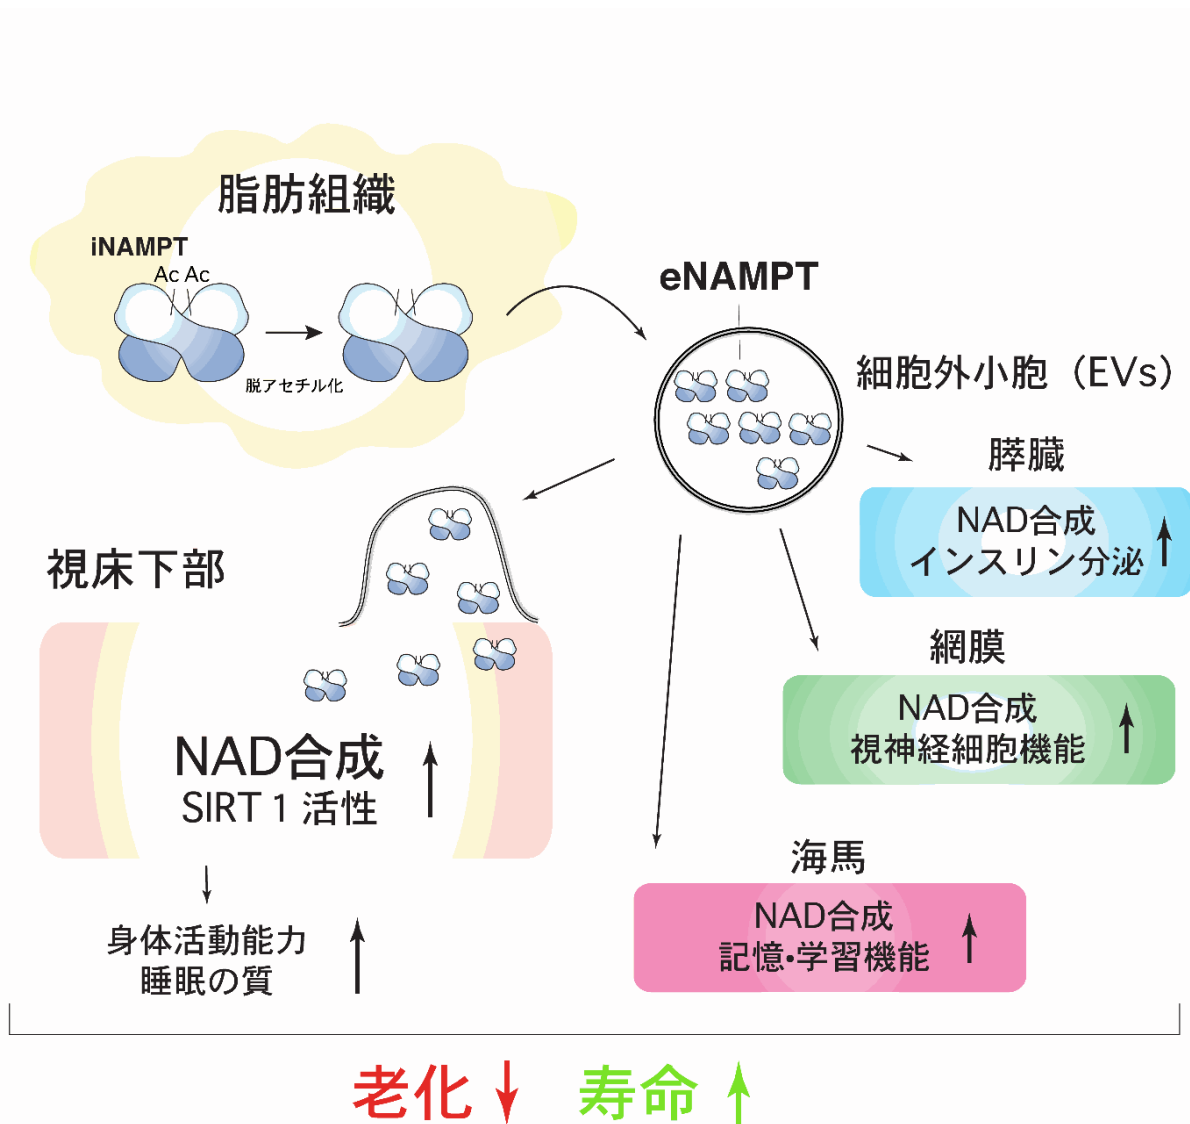 脂肪組織
iNAMPT
Ac Ac
脱アセチル化
eNAMPT
細胞外小胞（EVs）
膵臓
NAD合成
インスリン分泌
網膜
NAD合成
視神経細胞機能
海馬
NAD合成
記憶・学習機能
視床下部
NAD合成
SIRT 1 活性
身体活動能力
睡眠の質
老化 寿命